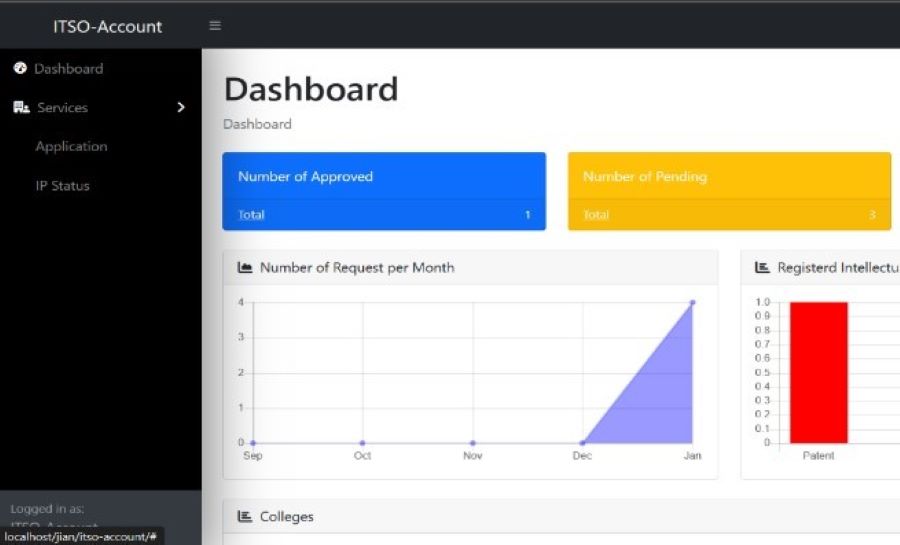 ITSO-Account
Dashboard
Services
Application
IP Status
Logged in as:
ITSO-Account
localhost/jian/itso-account/#
Dashboard
Dashboard
Number of Approved
Total 1
Number of Pending
Total 3
Number of Request per Month
4
3
2
1
0
Sep Oct Nov Dec Jan
Registerd Intellectu
1.0
0.9
0.8
0.7
0.6
0.5
0.4
0.3
0.2
0.1
0
Patent
Colleges